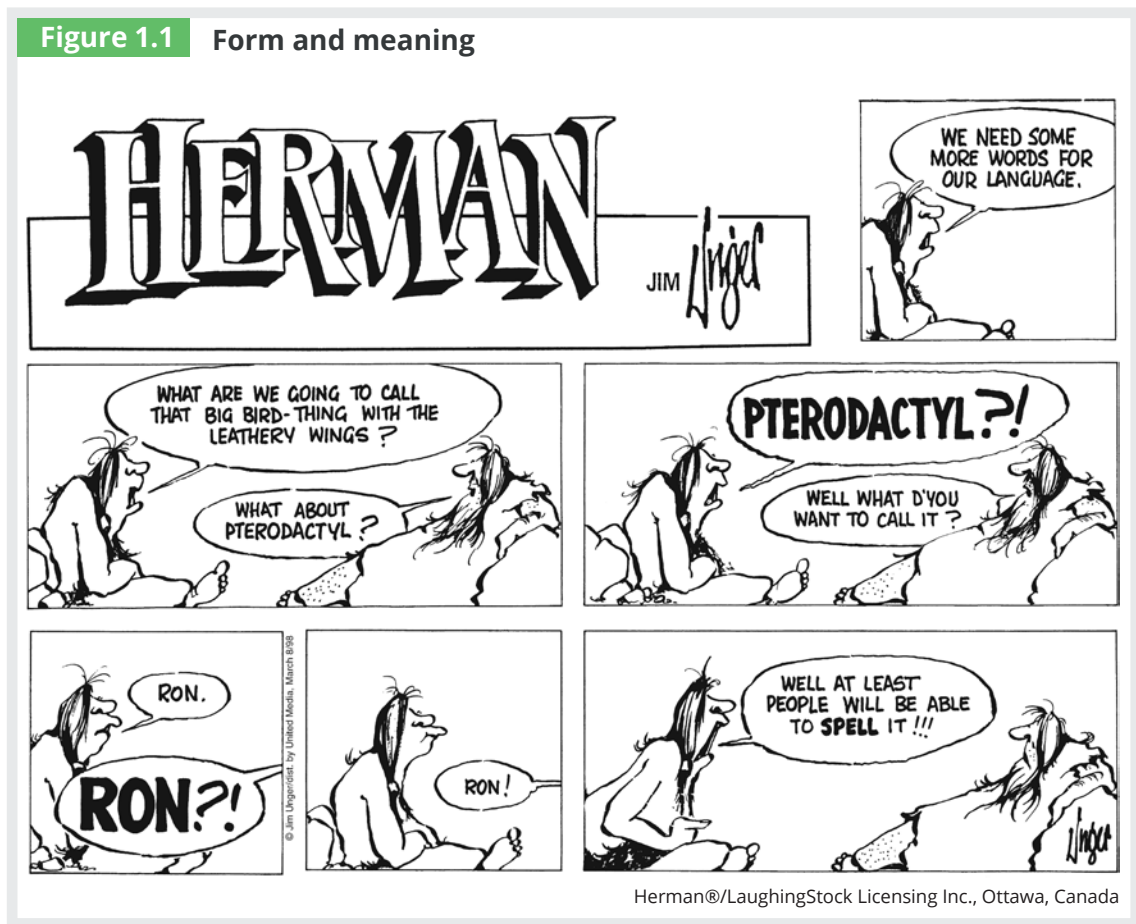 Figure 1.1 Form and meaning
HERMAN
JIM Unger
WE NEED SOME
MORE WORDS FOR
OUR LANGUAGE.
WHAT ARE WE GOING TO CALL
THAT BIG BIRD-THING WITH THE
LEATHERY WINGS?
WHAT ABOUT
PTERODACTYL?
PTERODACTYL?!
WELL WHAT D'YOU
WANT TO CALL IT?
RON.
RON?!
© Jim Unger/dist. by United Media, March 8/98
RON!
WELL AT LEAST
PEOPLE WILL BE ABLE
TO SPELL IT!!!
Unger
Herman®/LaughingStock Licensing Inc., Ottawa, Canada